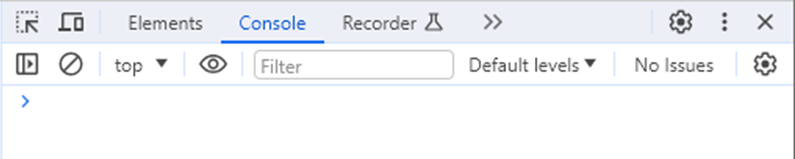 Elements Console Recorder
top Filter Default levels No Issues